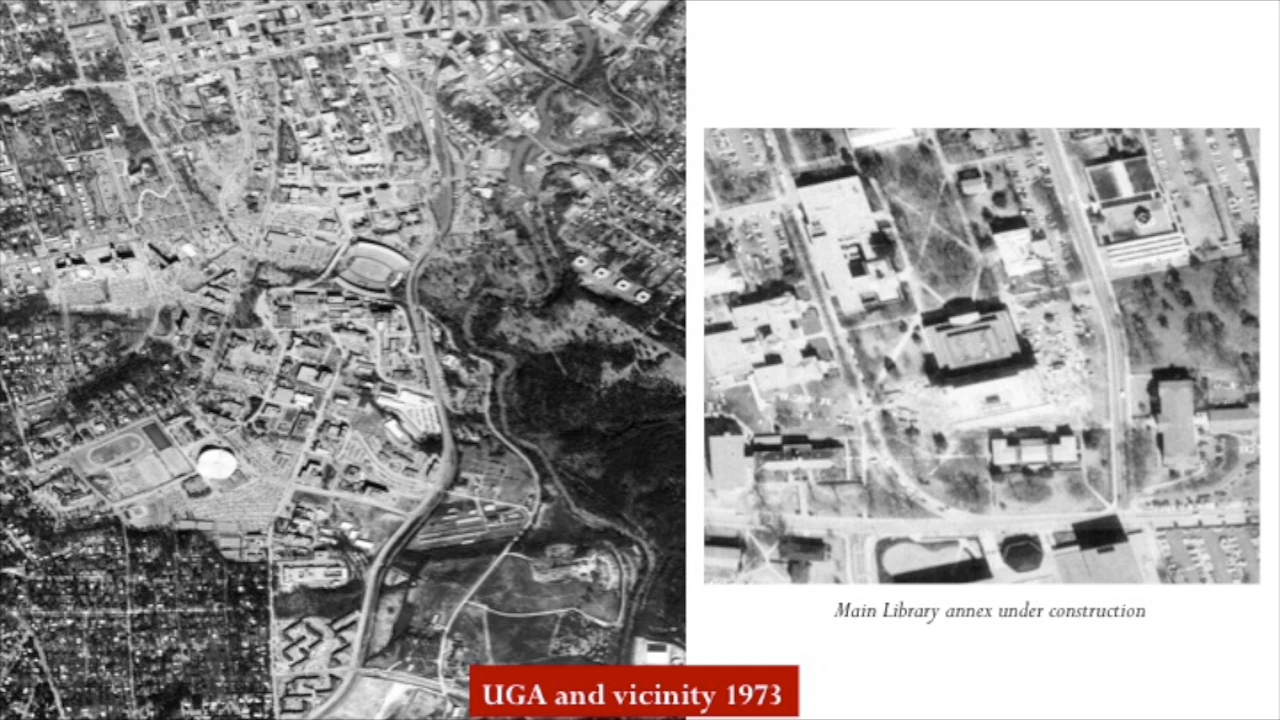 Main Library annex under construction
UGA and vicinity 1973